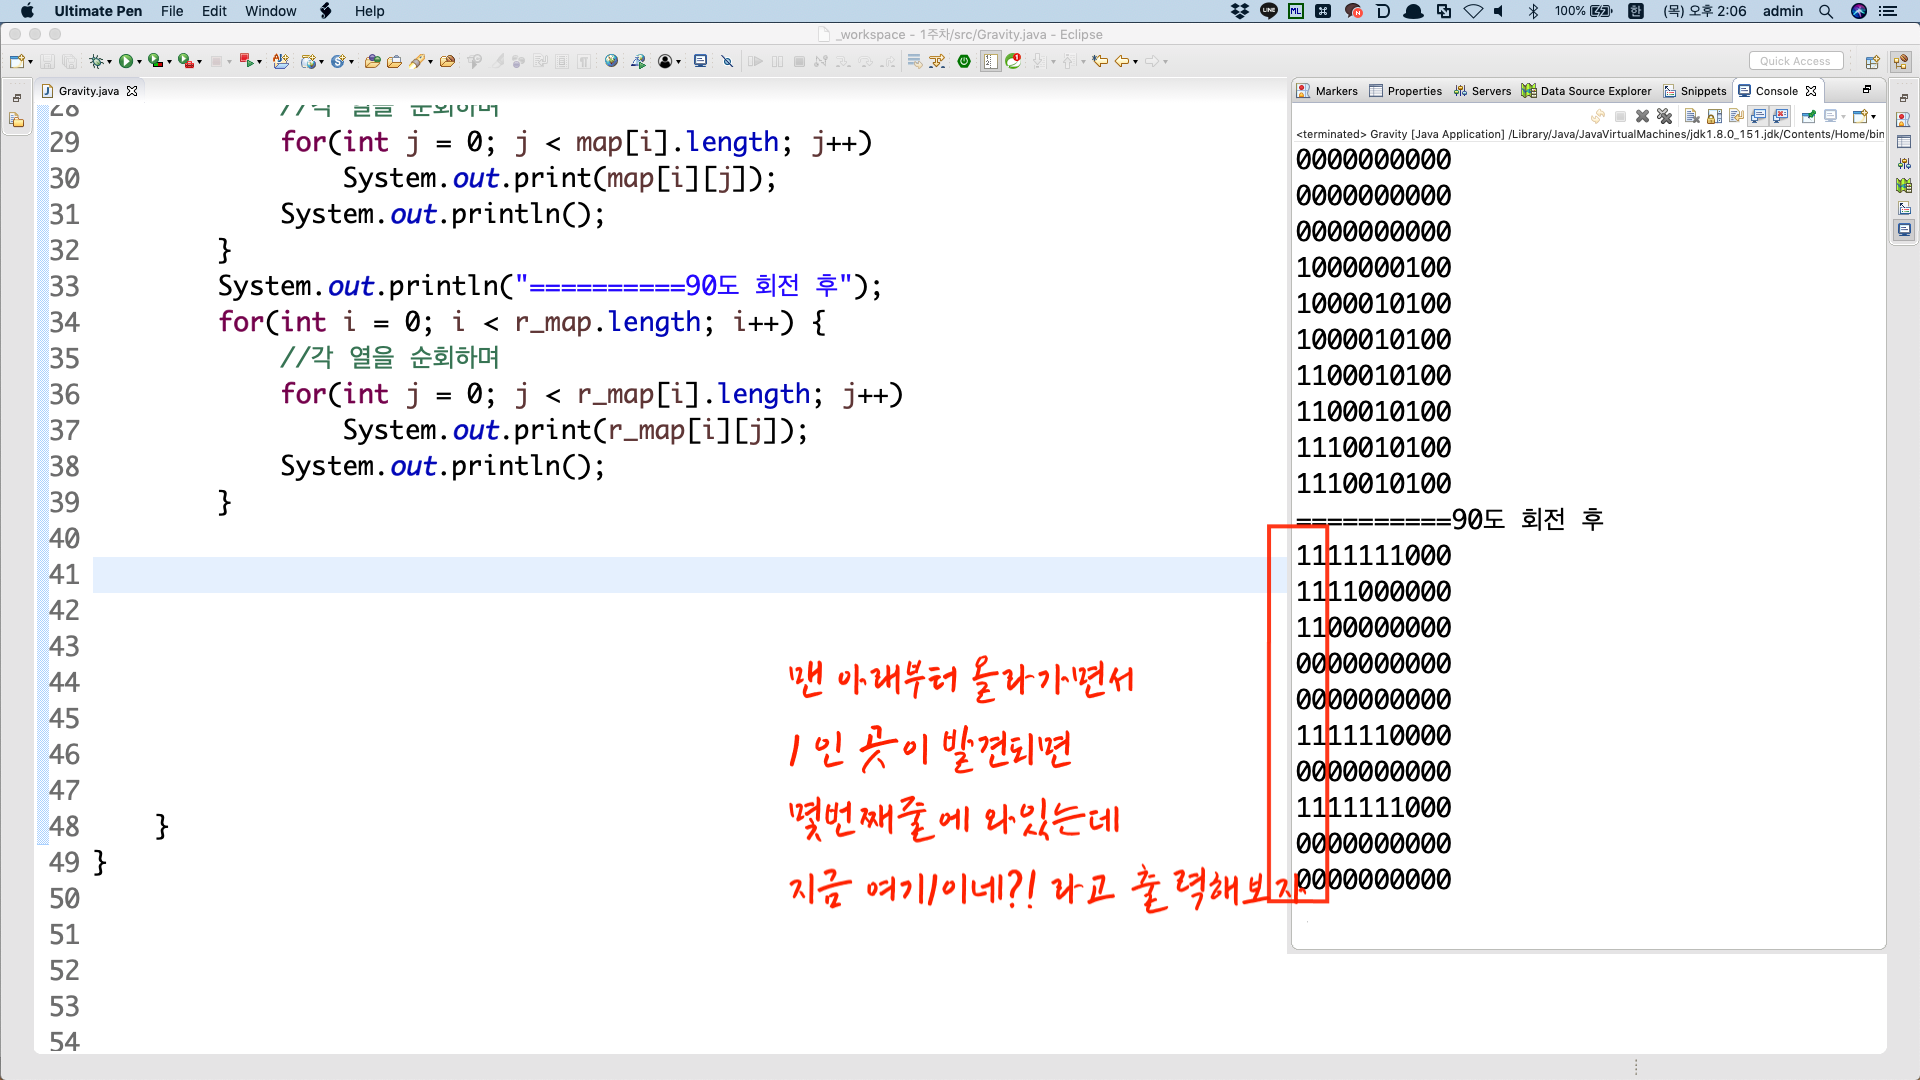 Ultimate Pen File Edit Window Help
100% 한 (목) 오후 2:06 admin
_workspace - 1주차/src/Gravity.java - Eclipse
Quick Access
Gravity.java
28 //각 열을 순회하며
29 for(int j = 0; j < map[i].length; j++)
30 System.out.print(map[i][j]);
31 System.out.println();
32 }
33 System.out.println("==========90도 회전 후");
34 for(int i = 0; i < r_map.length; i++) {
35 //각 열을 순회하며
36 for(int j = 0; j < r_map[i].length; j++)
37 System.out.print(r_map[i][j]);
38 System.out.println();
39 }
40
41
42
43
44
45
46
47
48 }
49 }
50
51
52
53
54
맨 아래부터 올라가면서
1인 곳이 발견되면
몇번째줄에 와있는데
지금 여기 1이네?! 라고 출력해보자
Markers Properties Servers Data Source Explorer Snippets Console
<terminated> Gravity [Java Application] /Library/Java/JavaVirtualMachines/jdk1.8.0_151.jdk/Contents/Home/bin
0000000000
0000000000
0000000000
1000000100
1000010100
1000010100
1100010100
1100010100
1110010100
1110010100
==========90도 회전 후
1111111000
1111000000
1100000000
0000000000
0000000000
1111110000
0000000000
1111111000
0000000000
0000000000